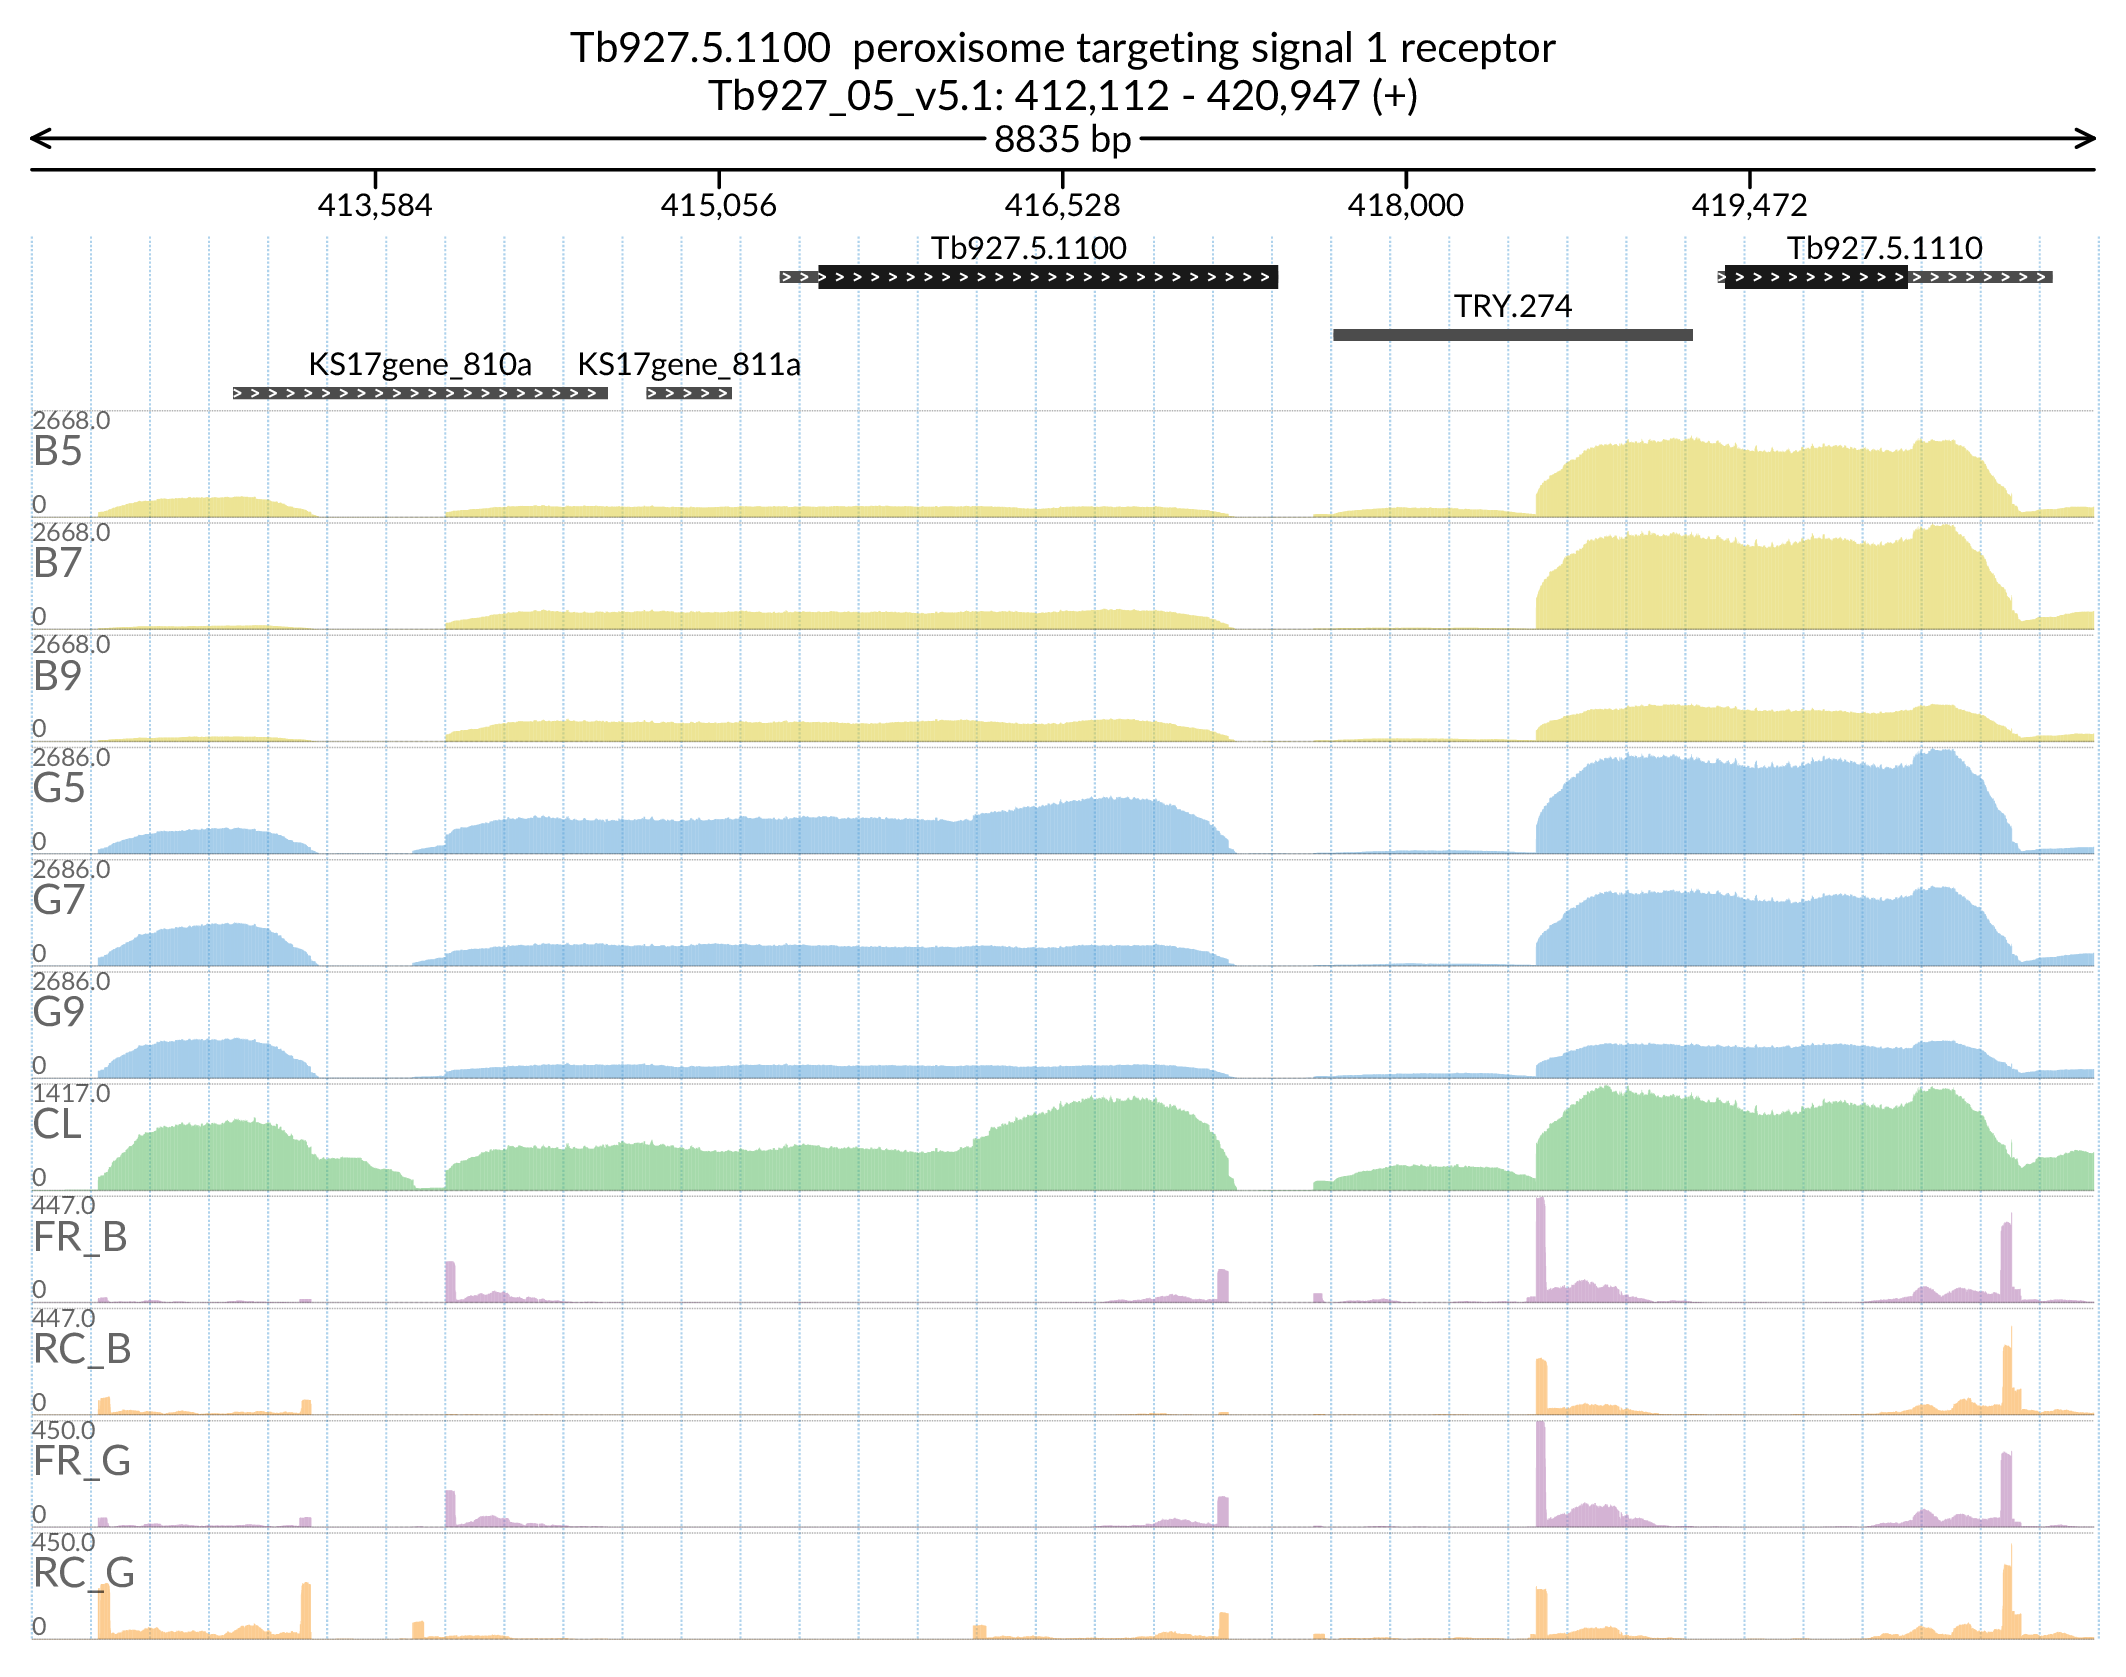 Tb927.5.1100  peroxisome targeting signal 1 receptor
Tb927_05_v5.1: 412,112 - 420,947 (+)
8835 bp
413,584 415,056 416,528 418,000 419,472
Tb927.5.1100 Tb927.5.1110
TRY.274
KS17gene_810a KS17gene_811a
2668.0
B5
0
2668.0
B7
0
2668.0
B9
0
2686.0
G5
0
2686.0
G7
0
2686.0
G9
0
1417.0
CL
0
447.0
FR_B
0
447.0
RC_B
0
450.0
FR_G
0
450.0
RC_G
0